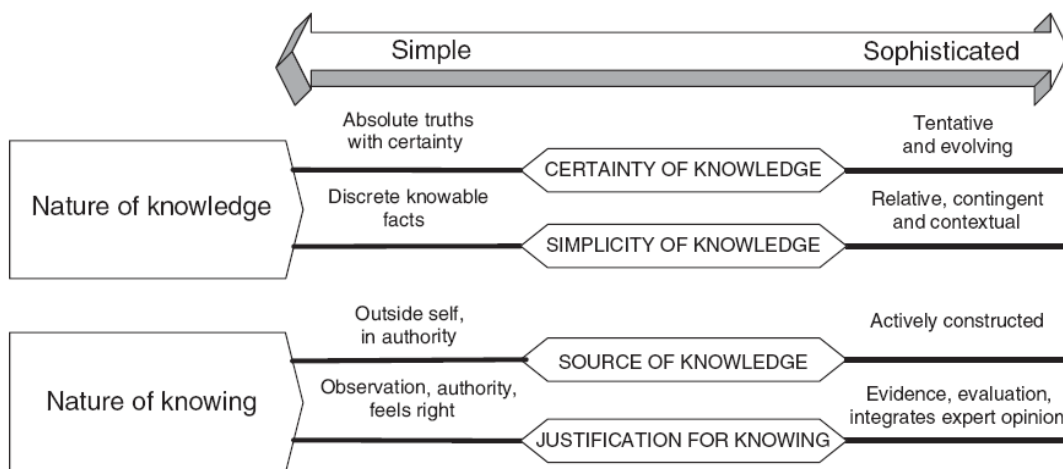 Simple
Sophisticated
Absolute truths
with certainty
CERTAINTY OF KNOWLEDGE
Tentative
and evolving
Nature of knowledge
Discrete knowable
facts
SIMPLICITY OF KNOWLEDGE
Relative, contingent
and contextual
Outside self,
in authority
SOURCE OF KNOWLEDGE
Actively constructed
Nature of knowing
Observation, authority,
feels right
JUSTIFICATION FOR KNOWING
Evidence, evaluation,
integrates expert opinion